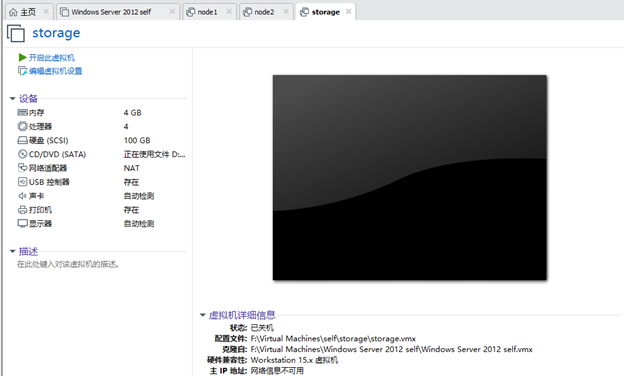 主页 Windows Server 2012 self node1 node2 storage
storage
开启此虚拟机
编辑虚拟机设置
设备
内存 4 GB
处理器 4
硬盘 (SCSI) 100 GB
CD/DVD (SATA) 正在使用文件 D:...
网络适配器 NAT
USB 控制器 存在
声卡 自动检测
打印机 存在
显示器 自动检测
描述
在此处键入对该虚拟机的描述。
虚拟机详细信息
状态: 已关机
配置文件: F:\Virtual Machines\self\storage\storage.vmx
克隆自: F:\Virtual Machines\Windows Server 2012 self\Windows Server 2012 self.vmx
硬件兼容性: Workstation 15.x 虚拟机
主 IP 地址: 网络信息不可用